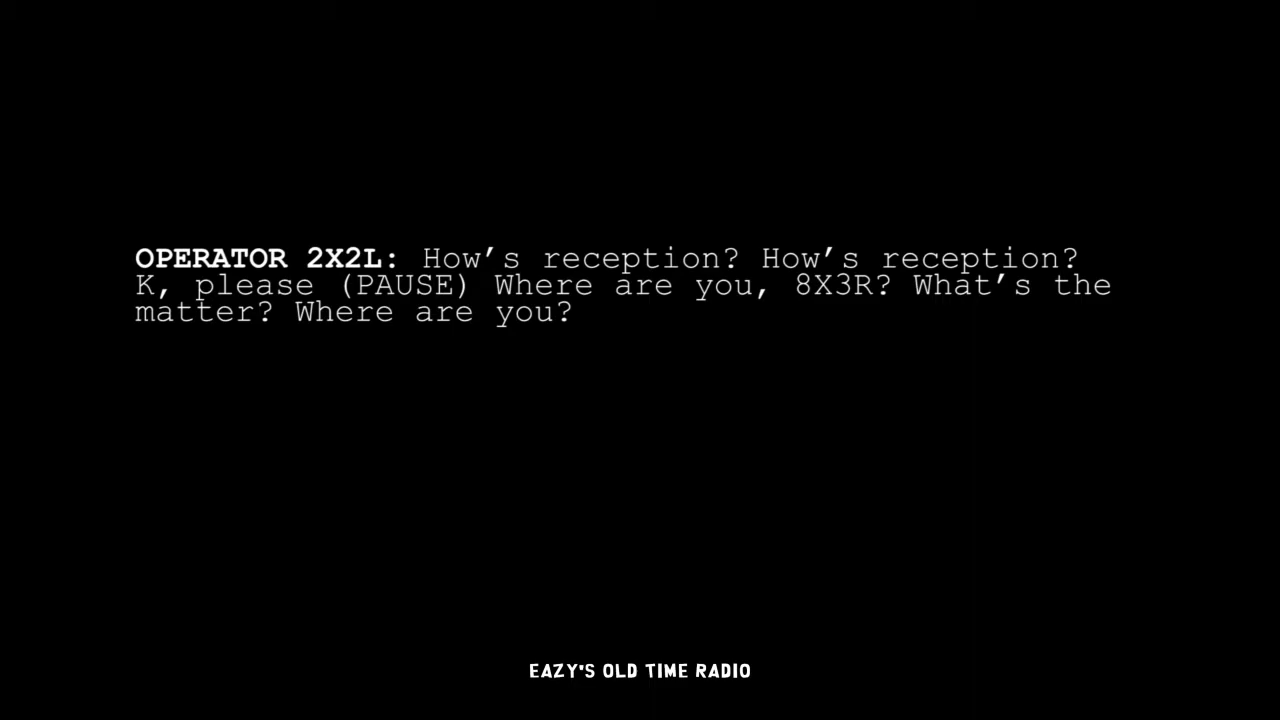 OPERATOR 2X2L: How’s reception? How’s reception?
K, please (PAUSE) Where are you, 8X3R? What’s the
matter? Where are you?
EAZY'S OLD TIME RADIO